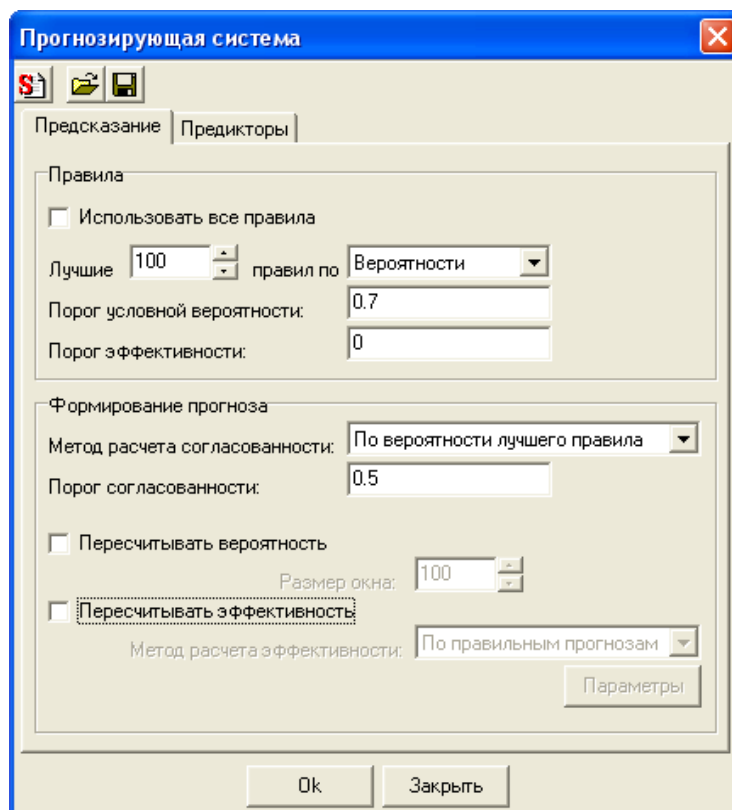 Прогнозирующая система
S
Предсказание Предикторы
Правила
Использовать все правила
Лучшие 100 правил по Вероятности
Порог условной вероятности: 0.7
Порог эффективности: 0
Формирование прогноза
Метод расчета согласованности: По вероятности лучшего правила
Порог согласованности: 0.5
Пересчитывать вероятность
Размер окна: 100
Пересчитывать эффективность
Метод расчета эффективности: По правильным прогнозам
Параметры
Ok Закрыть